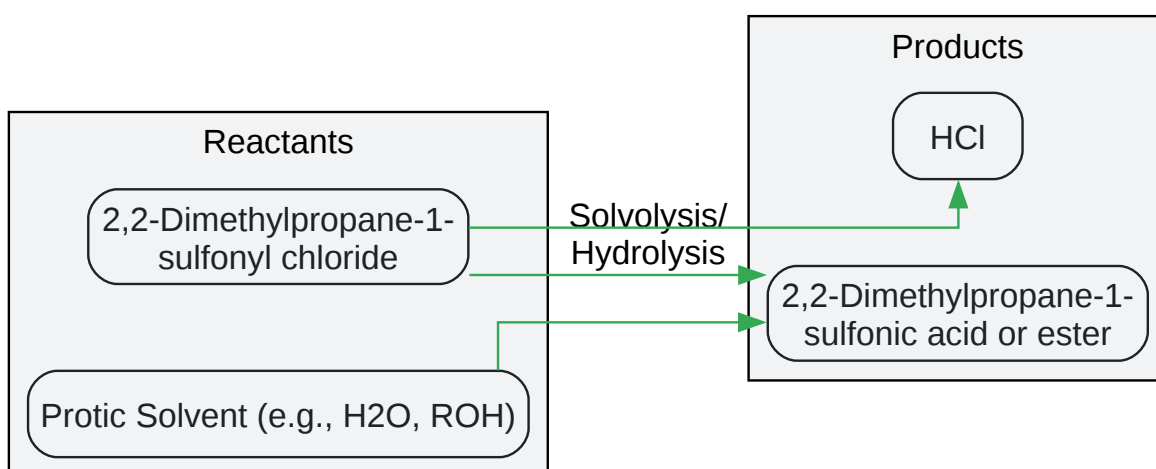 Products
HCl
Reactants
2,2-Dimethylpropane-1-
sulfonyl chloride
Solvolysis/
Hydrolysis
2,2-Dimethylpropane-1-
sulfonic acid or ester
Protic Solvent (e.g., H2O, ROH)